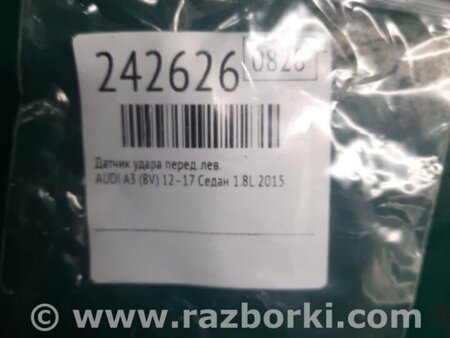 242626 0826
Датчик удара перед. лев.
AUDI A3 (8V) 12-17 Седан 1.8L 2015
© www.razborki.com